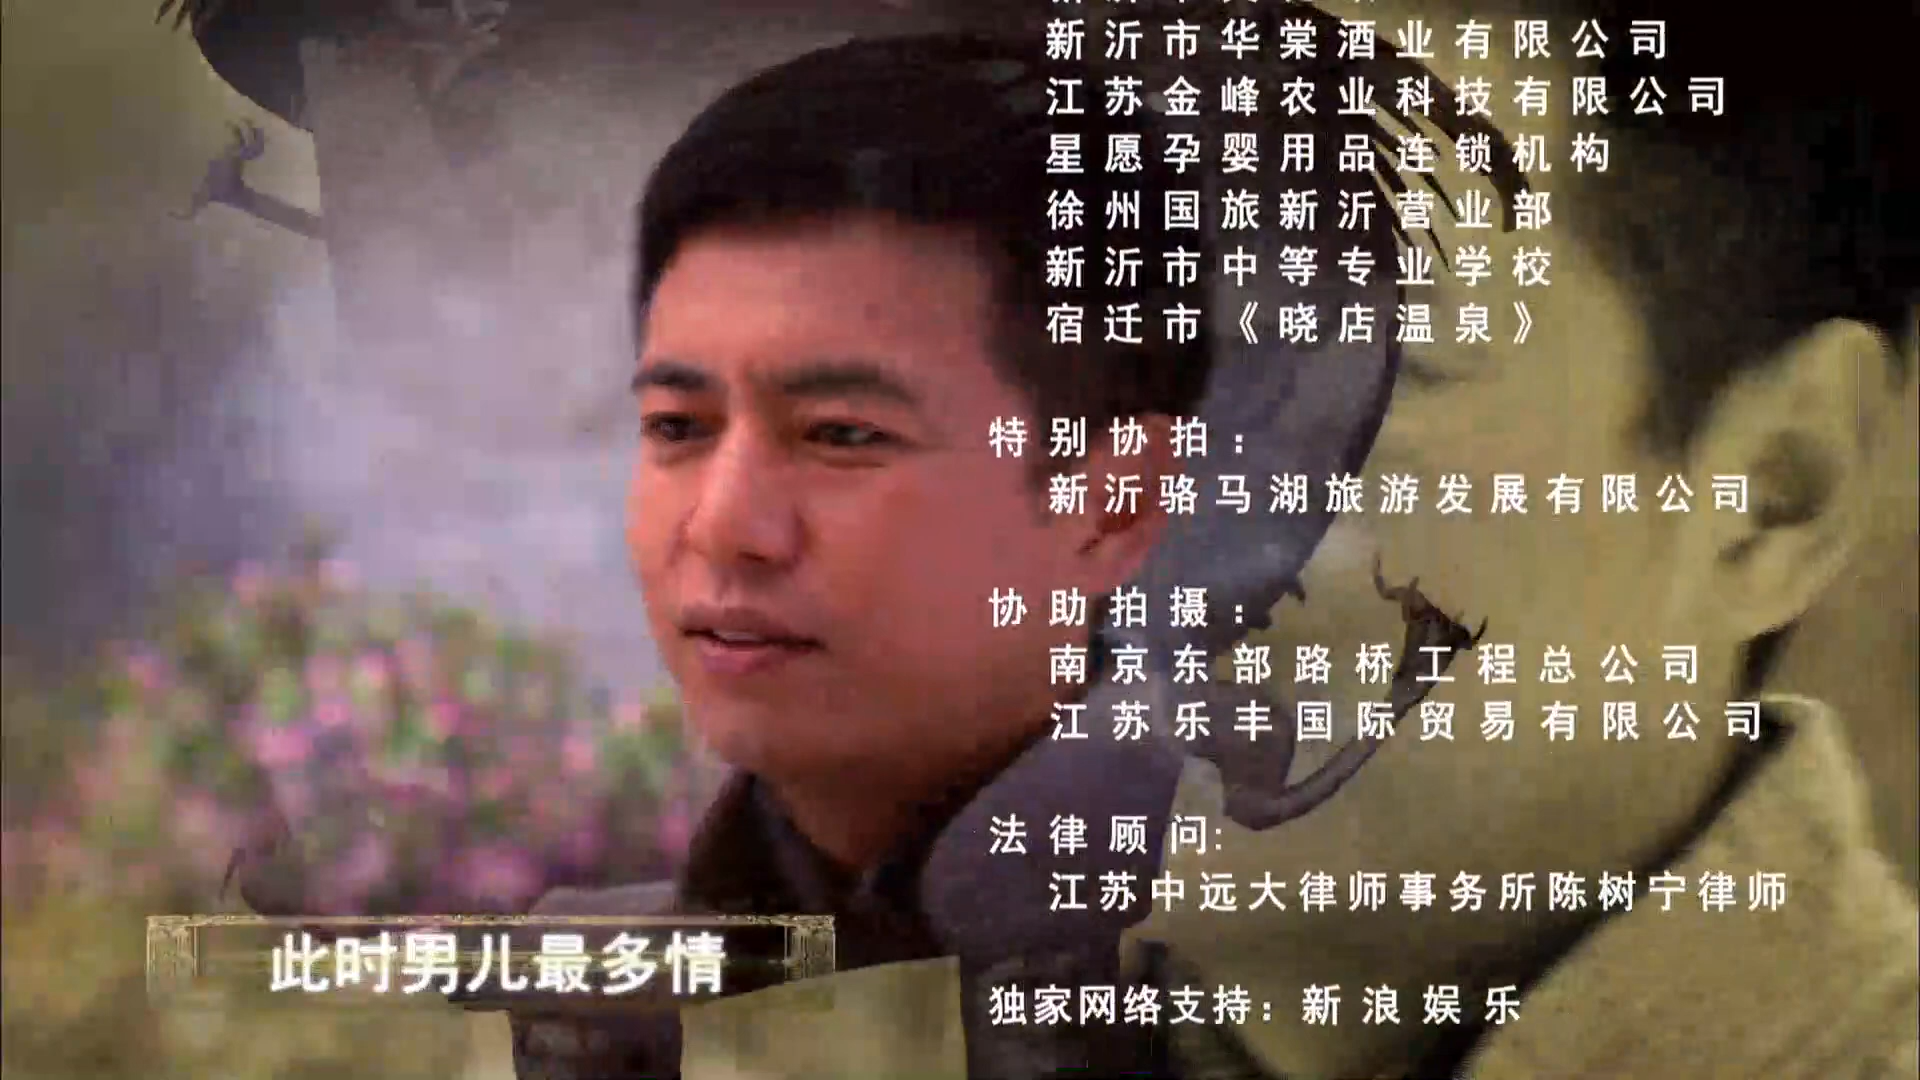 新沂市华棠酒业有限公司
江苏金峰农业科技有限公司
星愿孕婴用品连锁机构
徐州国旅新沂营业部
新沂市中等专业学校
宿迁市《晓店温泉》
特别协拍：
新沂骆马湖旅游发展有限公司
协助拍摄：
南京东部路桥工程总公司
江苏乐丰国际贸易有限公司
法律顾问:
江苏中远大律师事务所陈树宁律师
此时男儿最多情
独家网络支持：新浪娱乐